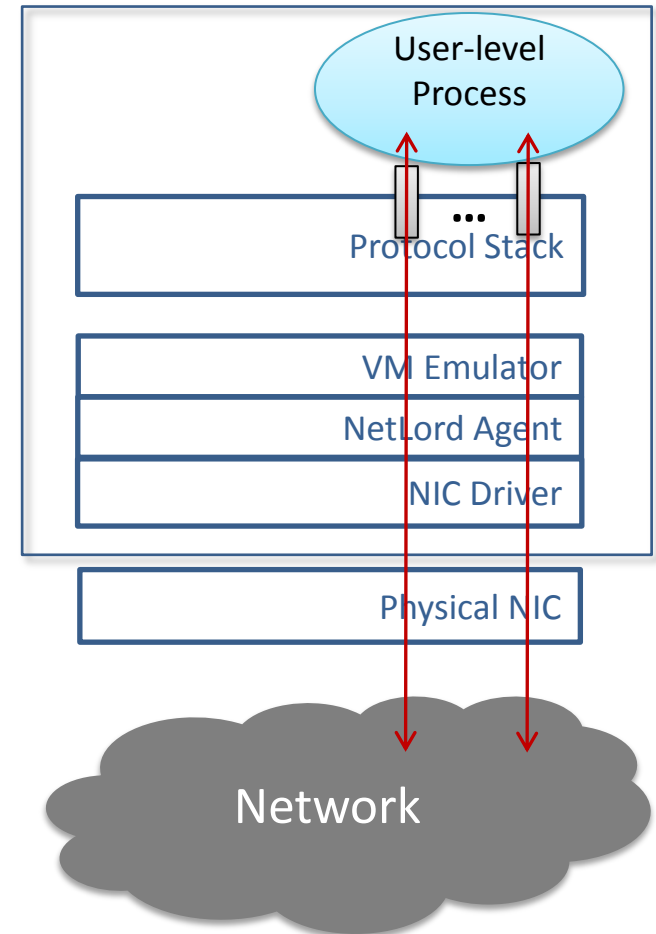 User-level
Process
...
Protocol Stack
VM Emulator
NetLord Agent
NIC Driver
Physical NIC
Network